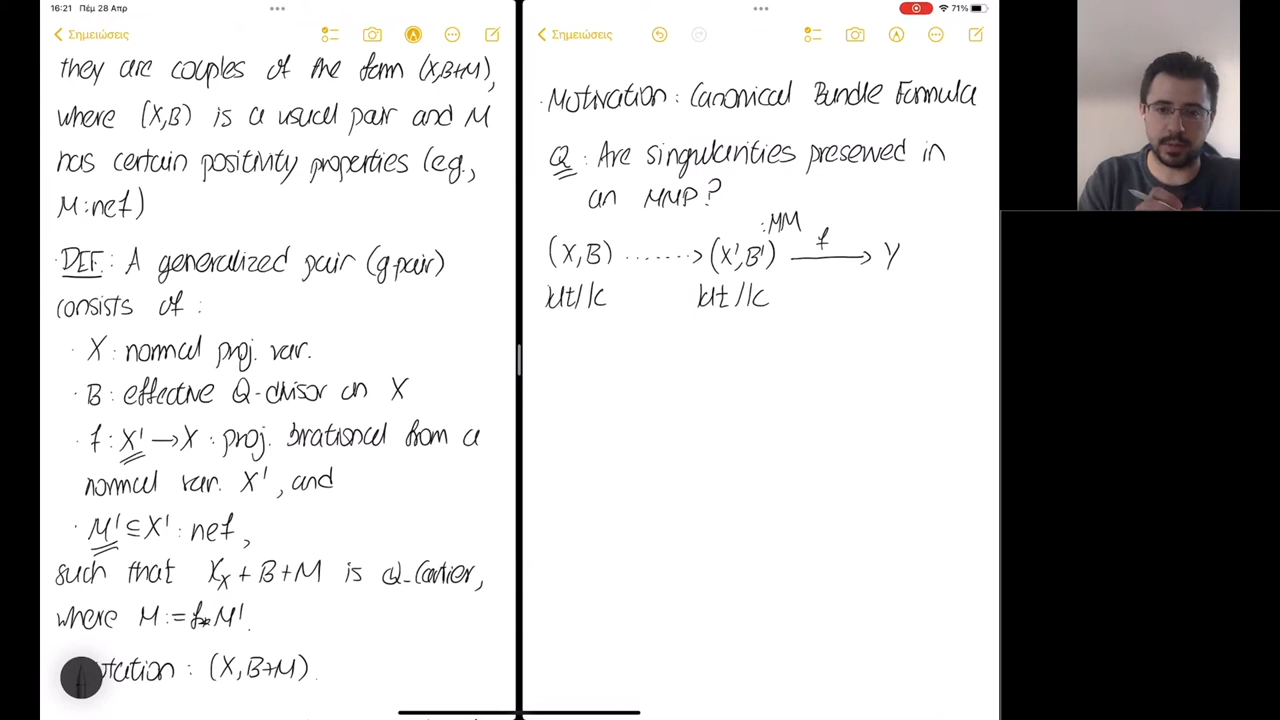 16:21 Πέμ 28 Απρ
71%
Σημειώσεις
they are couples of the form (X,B+M),
where (X,B) is a usual pair and M
has certain positivity properties (e.g.,
M:nef)
· DEF.: A generalized pair (g-pair)
consists of :
· X : normal proj. var.
· B : effective Q-divisor on X
· f : X' → X : proj. birational from a
normal var. X', and
· M' ⊆ X' : nef,
such that K_X + B + M is Q-Cartier,
where M := f_* M'.
tation : (X, B+M).
Σημειώσεις
· Motivation : Canonical Bundle Formula
Q : Are singularities preserved in
an MMP?
: MM
(X,B) ·······> (X',B') —f→ Y
klt/lc klt/lc